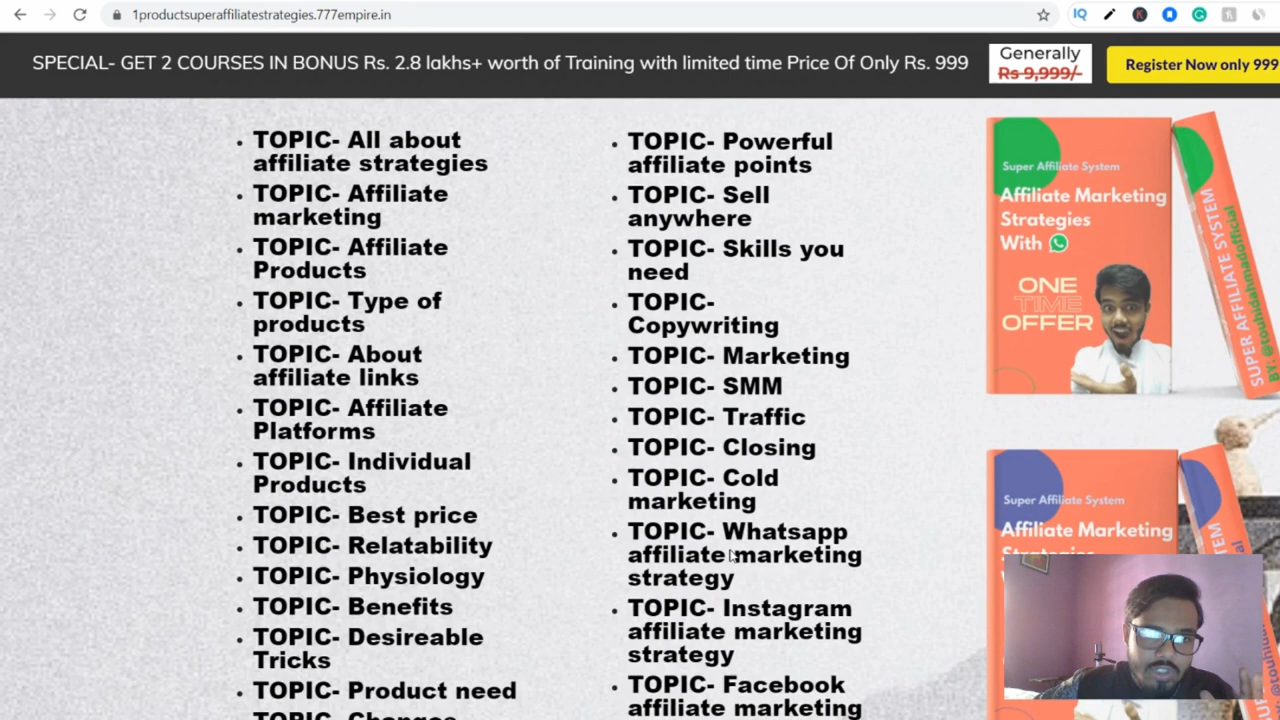 1productsuperaffiliatestrategies.777empire.in
SPECIAL- GET 2 COURSES IN BONUS Rs. 2.8 lakhs+ worth of Training with limited time Price Of Only Rs. 999
Generally
Rs 9,999/-
Register Now only 999
TOPIC- All about
affiliate strategies
TOPIC- Affiliate
marketing
TOPIC- Affiliate
Products
TOPIC- Type of
products
TOPIC- About
affiliate links
TOPIC- Affiliate
Platforms
TOPIC- Individual
Products
TOPIC- Best price
TOPIC- Relatability
TOPIC- Physiology
TOPIC- Benefits
TOPIC- Desireable
Tricks
TOPIC- Product need
TOPIC- Changes
TOPIC- Powerful
affiliate points
TOPIC- Sell
anywhere
TOPIC- Skills you
need
TOPIC-
Copywriting
TOPIC- Marketing
TOPIC- SMM
TOPIC- Traffic
TOPIC- Closing
TOPIC- Cold
marketing
TOPIC- Whatsapp
affiliate marketing
strategy
TOPIC- Instagram
affiliate marketing
strategy
TOPIC- Facebook
affiliate marketing
Super Affiliate System
Affiliate Marketing
Strategies
With
ONE
TIME
OFFER
SUPER AFFILIATE SYSTEM
BY: @touhidahmadofficial
Super Affiliate System
Affiliate Marketing